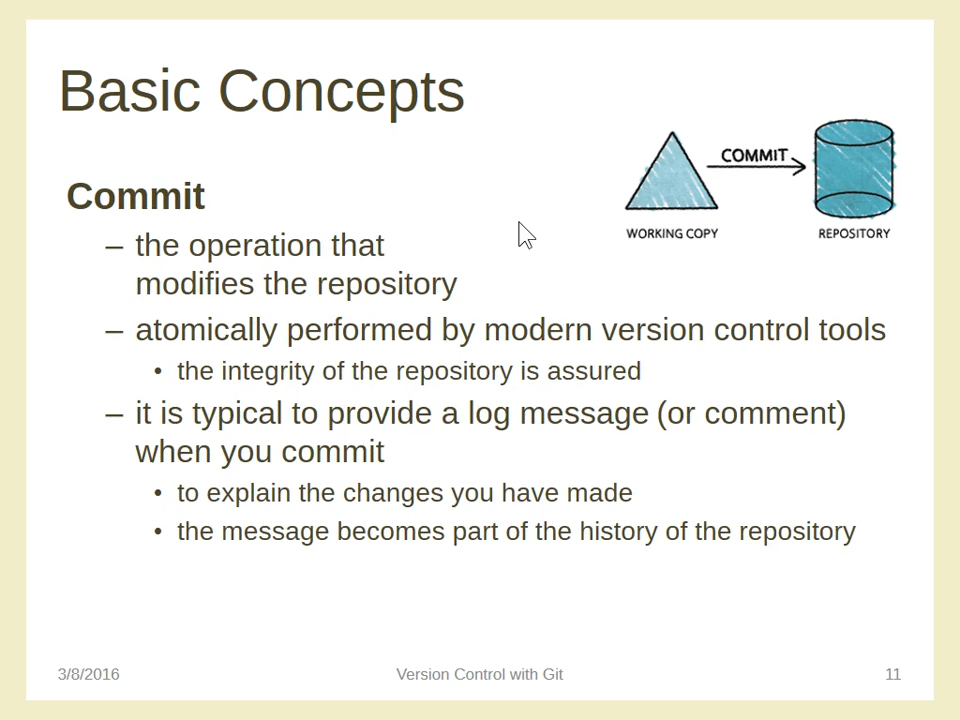 Basic Concepts
COMMIT
WORKING COPY
REPOSITORY
Commit
– the operation that
modifies the repository
– atomically performed by modern version control tools
• the integrity of the repository is assured
– it is typical to provide a log message (or comment)
when you commit
• to explain the changes you have made
• the message becomes part of the history of the repository
3/8/2016
Version Control with Git
11